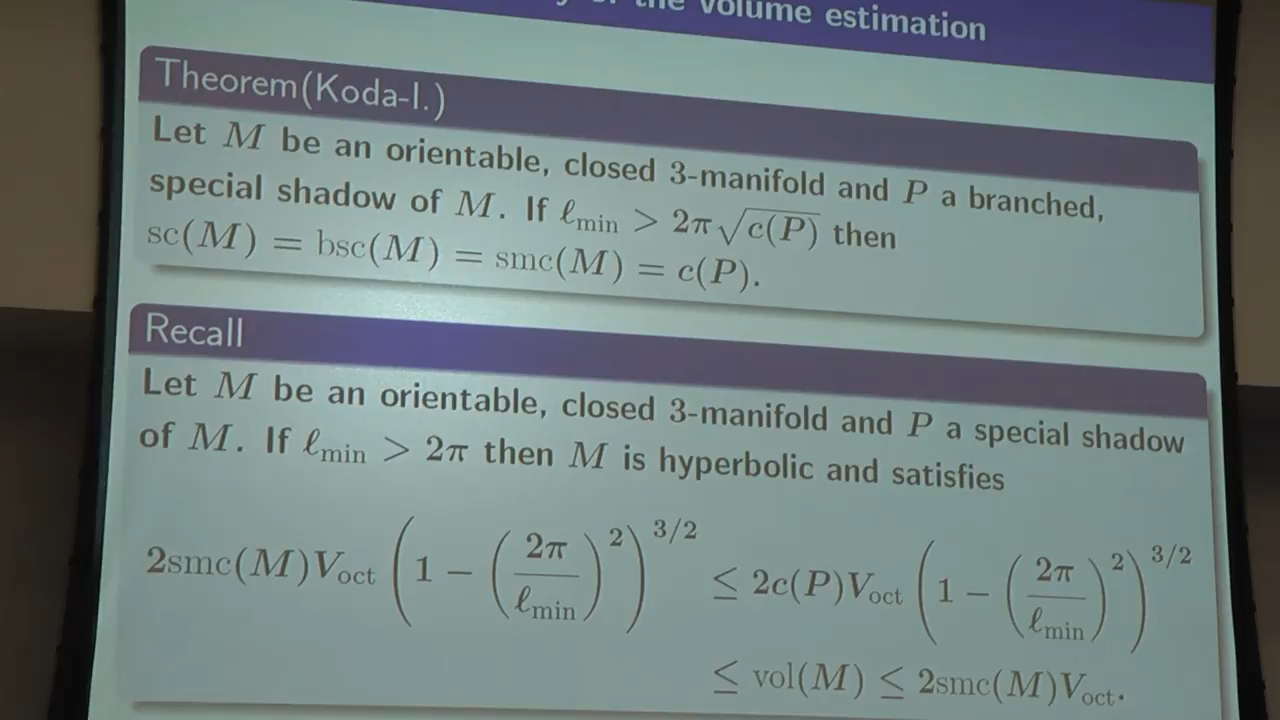 the volume estimation
Theorem(Koda-I.)
Let M be an orientable, closed 3-manifold and P a branched,
special shadow of M. If ℓ_min > 2π√c(P) then
sc(M) = bsc(M) = smc(M) = c(P).
Recall
Let M be an orientable, closed 3-manifold and P a special shadow
of M. If ℓ_min > 2π then M is hyperbolic and satisfies
2smc(M)V_oct (1 − (2π/ℓ_min)^2)^{3/2} ≤ 2c(P)V_oct (1 − (2π/ℓ_min)^2)^{3/2}
≤ vol(M) ≤ 2smc(M)V_oct.